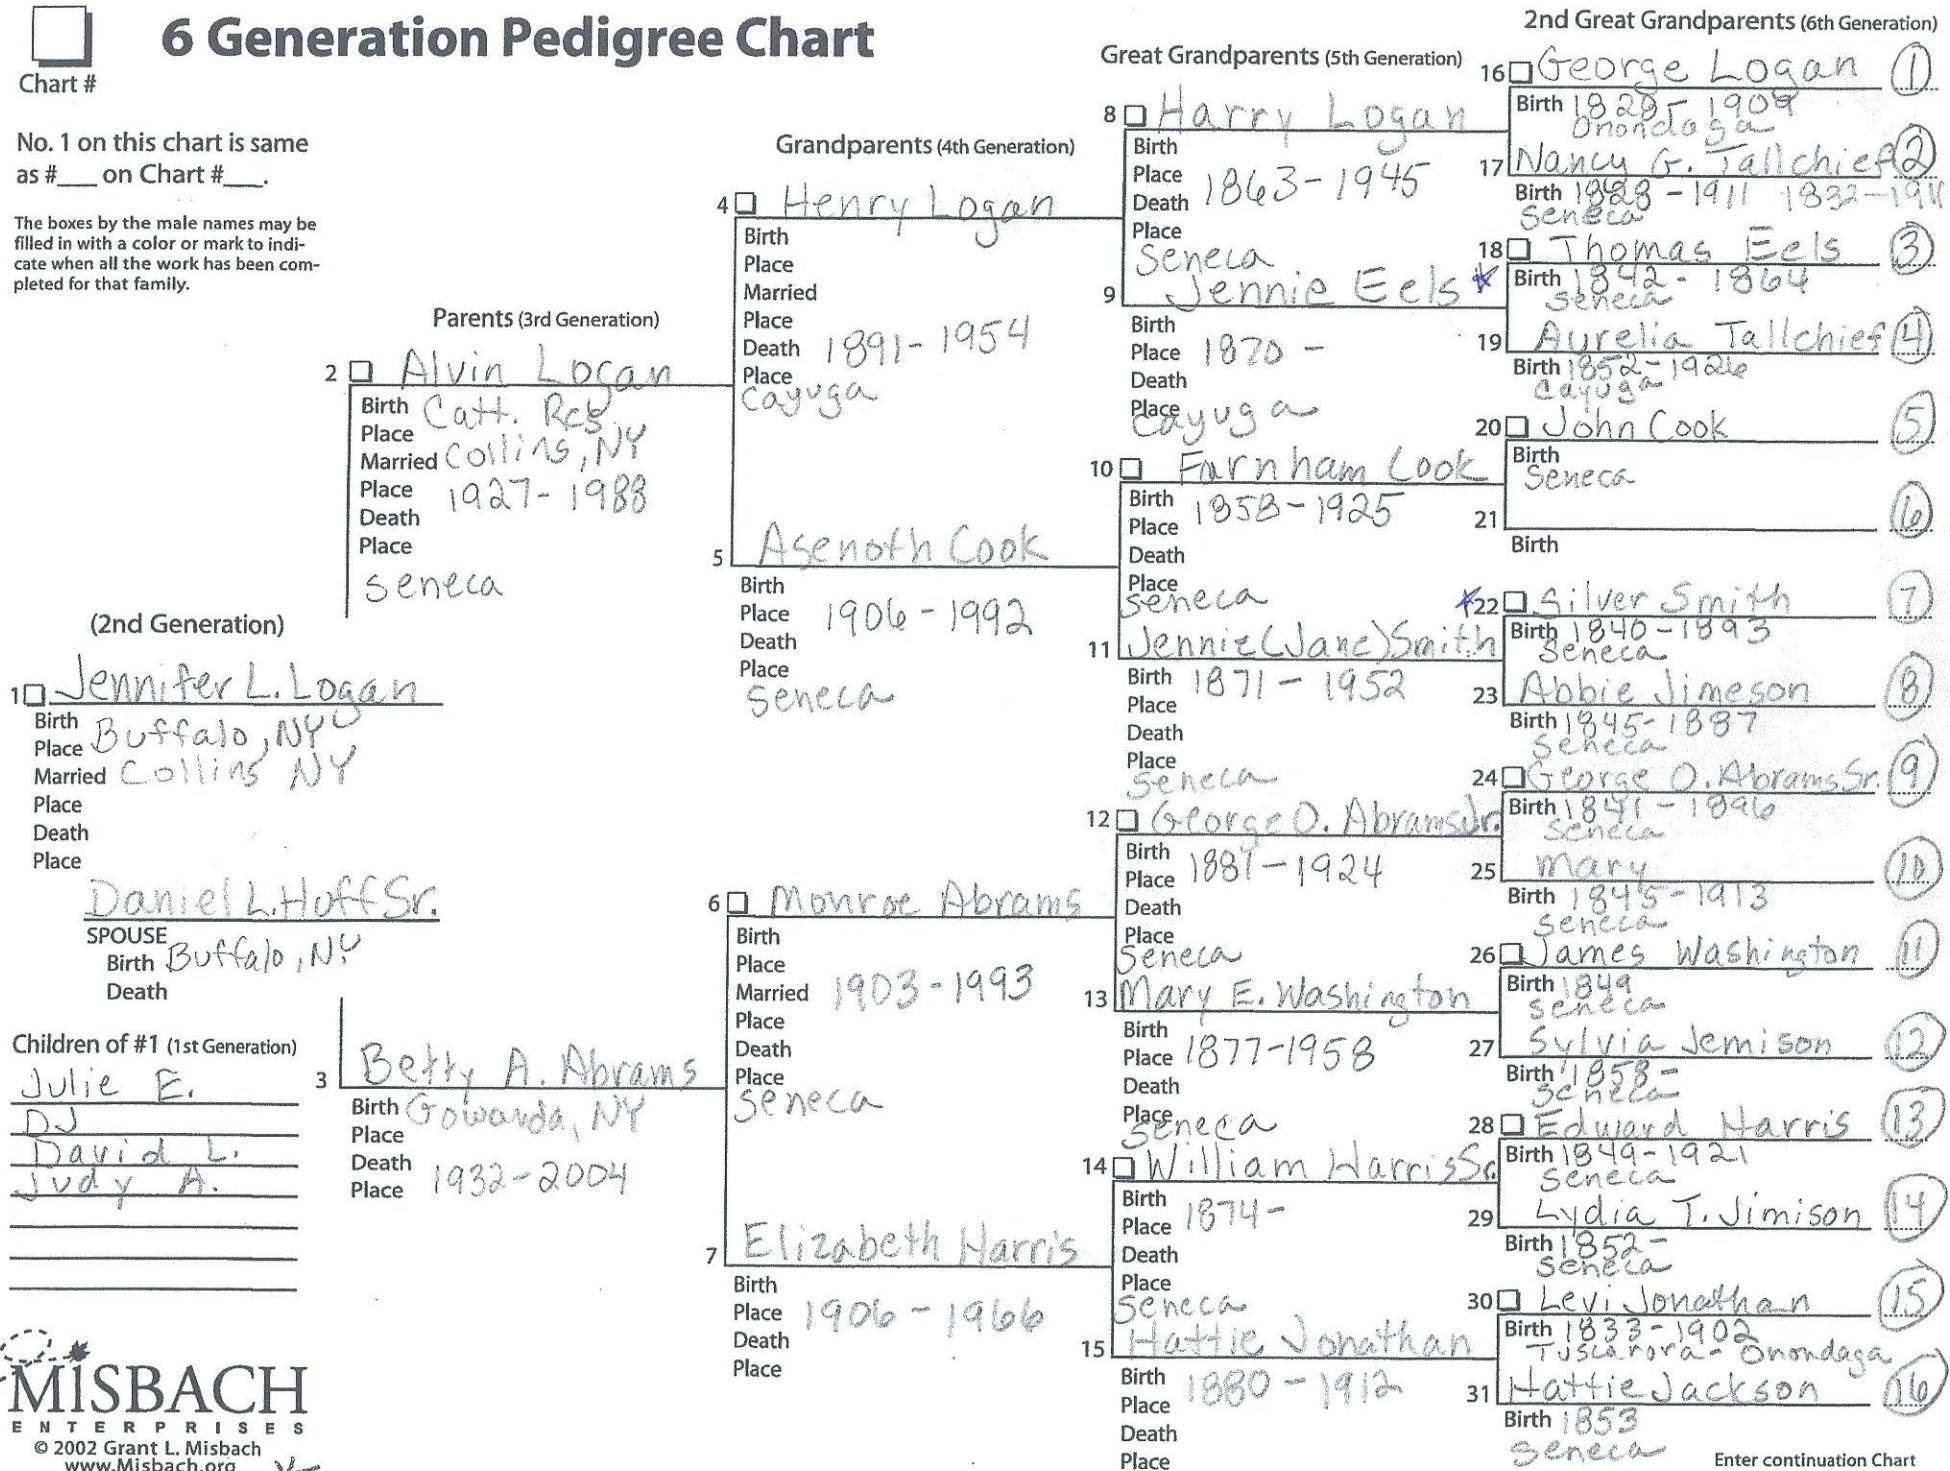 6 Generation Pedigree Chart
Chart #
No. 1 on this chart is same
as #___ on Chart #___.
The boxes by the male names may be
filled in with a color or mark to indi-
cate when all the work has been com-
pleted for that family.
(2nd Generation)
1 Jennifer L. Logan
Birth
Place Buffalo, NY
Married Collins NY
Place
Death
Place
Daniel L. Huff Sr.
SPOUSE
Birth Buffalo, NY
Death
Children of #1 (1st Generation)
Julie E.
DJ
David L.
Judy A.
MISBACH
ENTERPRISES
© 2002 Grant L. Misbach
www.Misbach.org
Parents (3rd Generation)
2 Alvin Logan
Birth Catt. Res.
Place
Married Collins, NY
Place 1927-1988
Death
Place
Seneca
3 Betty A. Abrams
Birth Gowanda, NY
Place
Death
Place 1932-2004
Grandparents (4th Generation)
4 Henry Logan
Birth
Place
Married
Place
Death 1891-1954
Place
Cayuga
5 Asenoth Cook
Birth
Place 1906-1992
Death
Place
Seneca
6 Monroe Abrams
Birth
Place
Married 1903-1993
Place
Death
Place
Seneca
7 Elizabeth Harris
Birth
Place 1906-1966
Death
Place
Great Grandparents (5th Generation)
8 Harry Logan
Birth
Place 1863-1945
Death
Place
Seneca
9 Jennie Eels
Birth
Place 1870 -
Death
Place
Cayuga
10 Farnham Cook
Birth 1858-1925
Place
Death
Place
Seneca
11 Jennie (Jane) Smith
Birth 1871 - 1952
Place
Death
Place
Seneca
12 George O. Abrams Jr.
Birth
Place 1881-1924
Death
Place
Seneca
13 Mary E. Washington
Birth
Place 1877-1958
Death
Place
Seneca
14 William Harris Sr.
Birth
Place 1874-
Death
Place
Seneca
15 Hattie Jonathan
Birth 1880-1912
Place
Death
Place
2nd Great Grandparents (6th Generation)
16 George Logan 1
Birth 1828-1909
Onondaga
17 Nancy G. Tallchief 2
Birth 1828-1911 1832-1911
Seneca
18 Thomas Eels 3
Birth 1842-1864
Seneca
19 Aurelia Tallchief 4
Birth 1852-1926
Cayuga
20 John Cook 5
Birth
Seneca
21 6
Birth
22 Silver Smith 7
Birth 1840-1893
Seneca
23 Abbie Jimeson 8
Birth 1845-1887
Seneca
24 George O. Abrams Sr. 9
Birth 1841-1896
Seneca
25 Mary 10
Birth 1845-1913
Seneca
26 James Washington 11
Birth 1849
Seneca
27 Sylvia Jemison 12
Birth 1858-
Seneca
28 Edward Harris 13
Birth 1849-1921
Seneca
29 Lydia T. Jimison 14
Birth 1852-
Seneca
30 Levi Jonathan 15
Birth 1833-1902
Tuscarora-Onondaga
31 Hattie Jackson 16
Birth 1853
Seneca
Enter continuation Chart